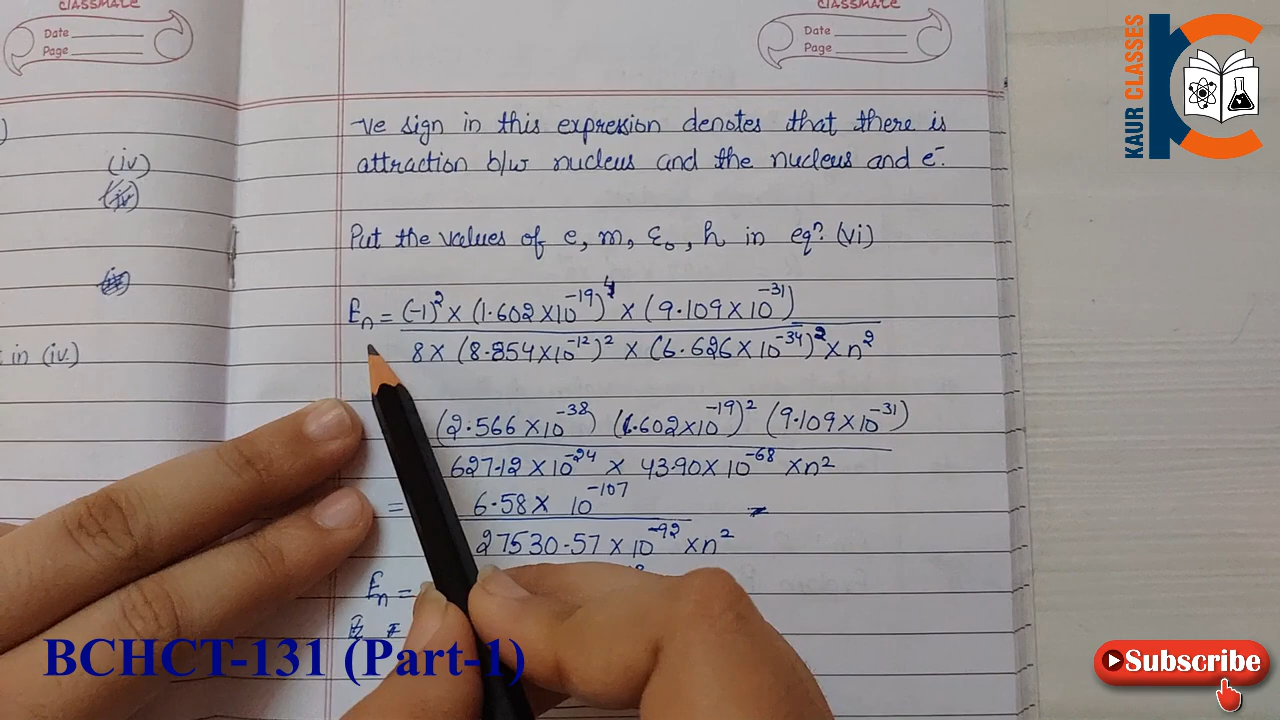 CLASSMATE
Date
Page
CLASSMATE
Date
Page
KAUR CLASSES
)
(iv)
t in (iv)
-ve sign in this expression denotes that there is
attraction b/w nucleus and the nucleus and e⁻.
Put the values of e, m, ε₀, h in eqⁿ (vi)
Eₙ = (-1)² × (1.602×10⁻¹⁹)⁴ × (9.109×10⁻³¹)
8 × (8.854×10⁻¹²)² × (6.626×10⁻³⁴)² × n²
(2.566×10⁻³⁸) (1.602×10⁻¹⁹)² (9.109×10⁻³¹)
627.12×10⁻²⁴ × 43.90×10⁻⁶⁸ ×n²
= 6.58× 10⁻¹⁰⁷
27530.57×10⁻⁹² ×n²
Eₙ =
BCHCT-131 (Part-1)
Subscribe